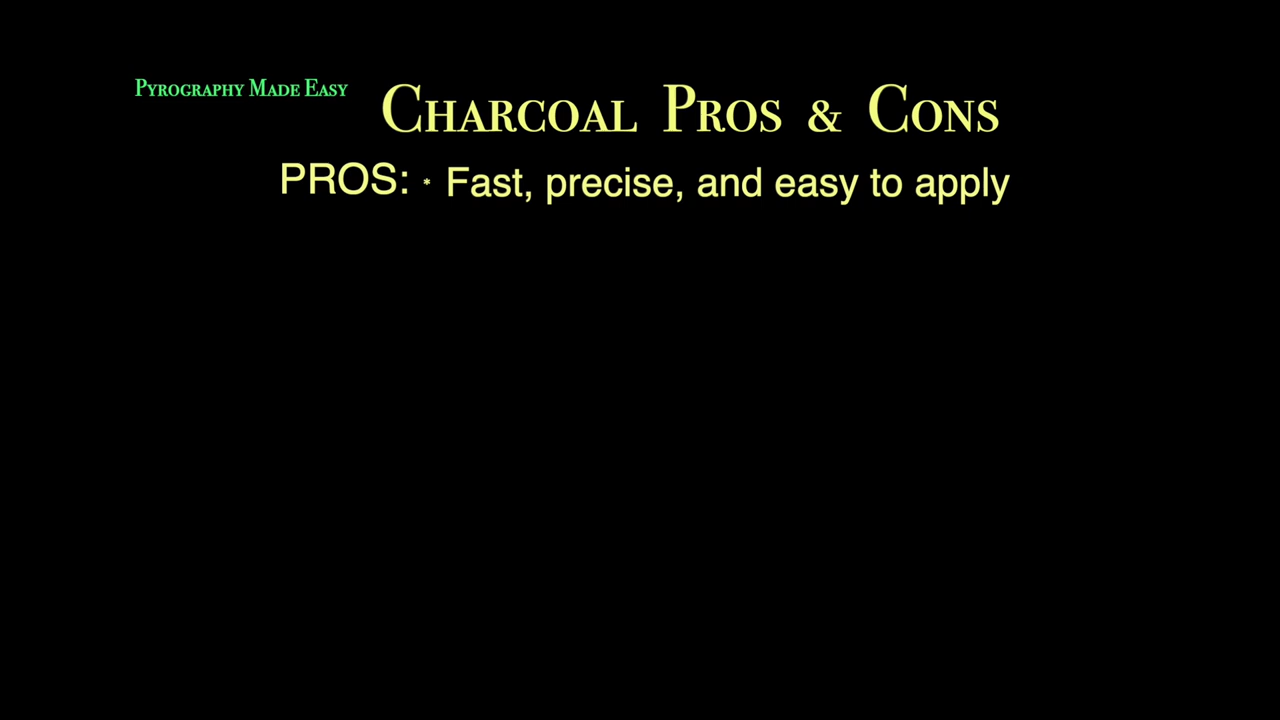 Pyrography Made Easy
Charcoal Pros & Cons
PROS: * Fast, precise, and easy to apply